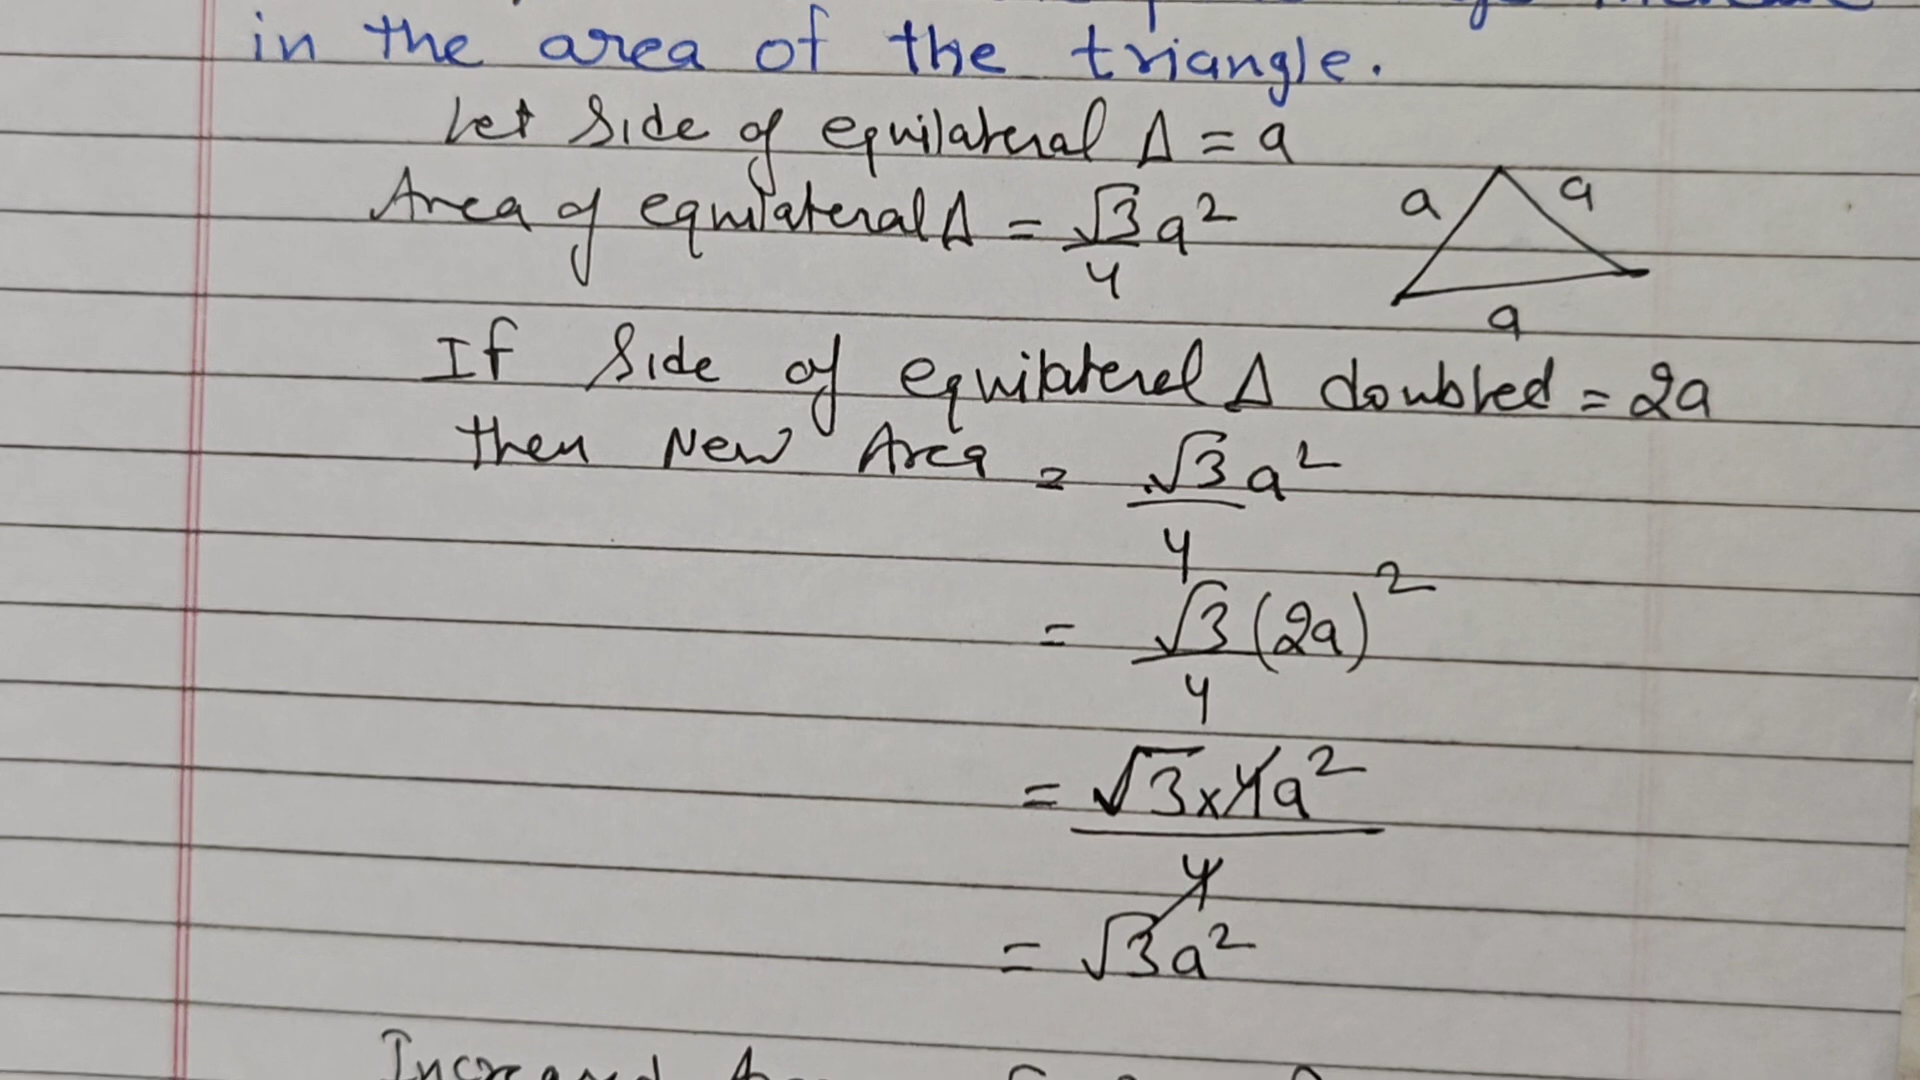 in the area of the triangle.
Let Side of equilateral Δ = a
Area of equilateral Δ = √3/4 a²
a a
a
If Side of equilateral Δ doubled = 2a
then New Area = √3/4 a²
= √3/4 (2a)²
= √3×4a²/4
= √3a²
Increased